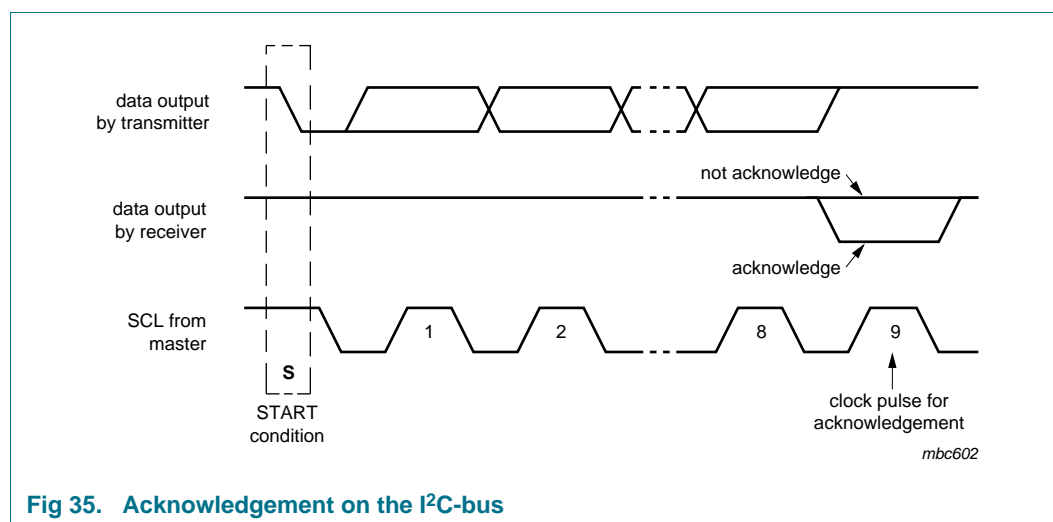 data output
by transmitter
not acknowledge
data output
by receiver
acknowledge
SCL from
master
1
2
8
9
S
START
condition
clock pulse for
acknowledgement
mbc602
Fig 35. Acknowledgement on the I²C-bus